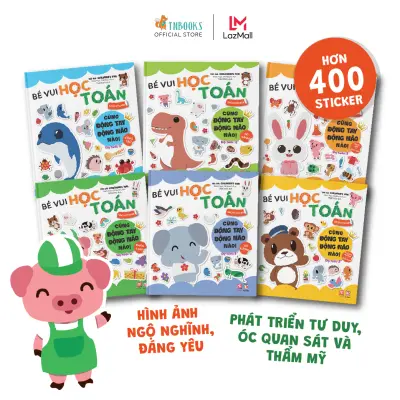 TNBOOKS
OFFICIAL STORE
LM
LazMall
HƠN
400
STICKER
BÉ VUI HỌC
TOÁN
CÙNG
ĐỘNG TAY
ĐỘNG NÃO
NÀO!
BÉ VUI HỌC
TOÁN
CÙNG
ĐỘNG TAY
ĐỘNG NÃO
NÀO!
BÉ VUI HỌC
TOÁN
CÙNG
ĐỘNG TAY
ĐỘNG NÃO
NÀO!
BÉ VUI HỌC
TOÁN
CÙNG
ĐỘNG TAY
ĐỘNG NÃO
NÀO!
BÉ VUI HỌC
TOÁN
CÙNG
ĐỘNG TAY
ĐỘNG NÃO
NÀO!
BÉ VUI HỌC
TOÁN
CÙNG
ĐỘNG TAY
ĐỘNG NÃO
NÀO!
HÌNH ẢNH
NGỘ NGHĨNH,
ĐÁNG YÊU
PHÁT TRIỂN TƯ DUY,
ÓC QUAN SÁT VÀ
THẨM MỸ